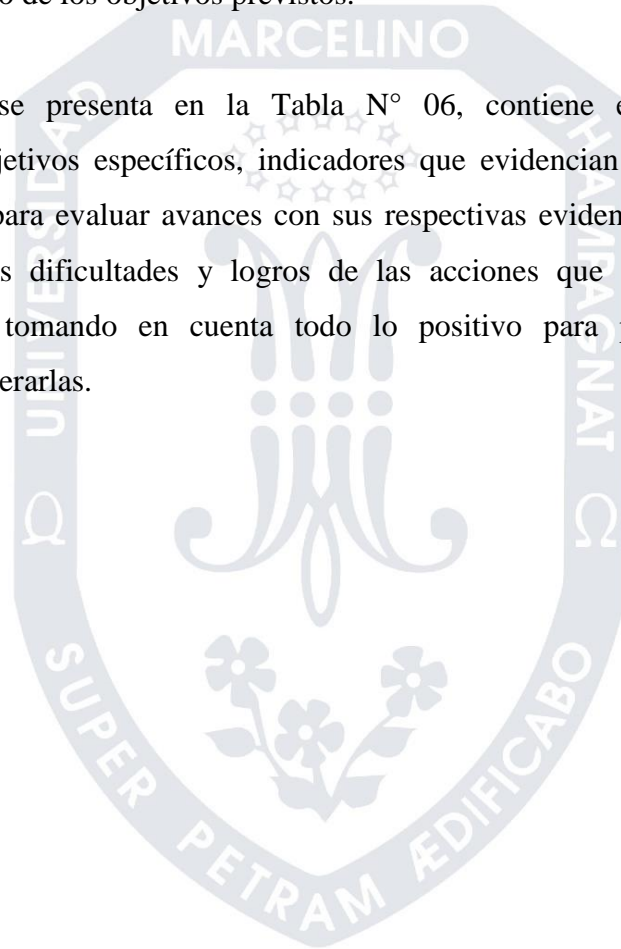 o de los objetivos previstos.
se presenta en la Tabla N° 06, contiene e
jetivos específicos, indicadores que evidencian
para evaluar avances con sus respectivas eviden
s dificultades y logros de las acciones que
tomando en cuenta todo lo positivo para p
erarlas.
UNIVERSIDAD
MARCELINO
CHAMPAGNAT
Ω
Ω
SUPER PETRAM ÆDIFICABO